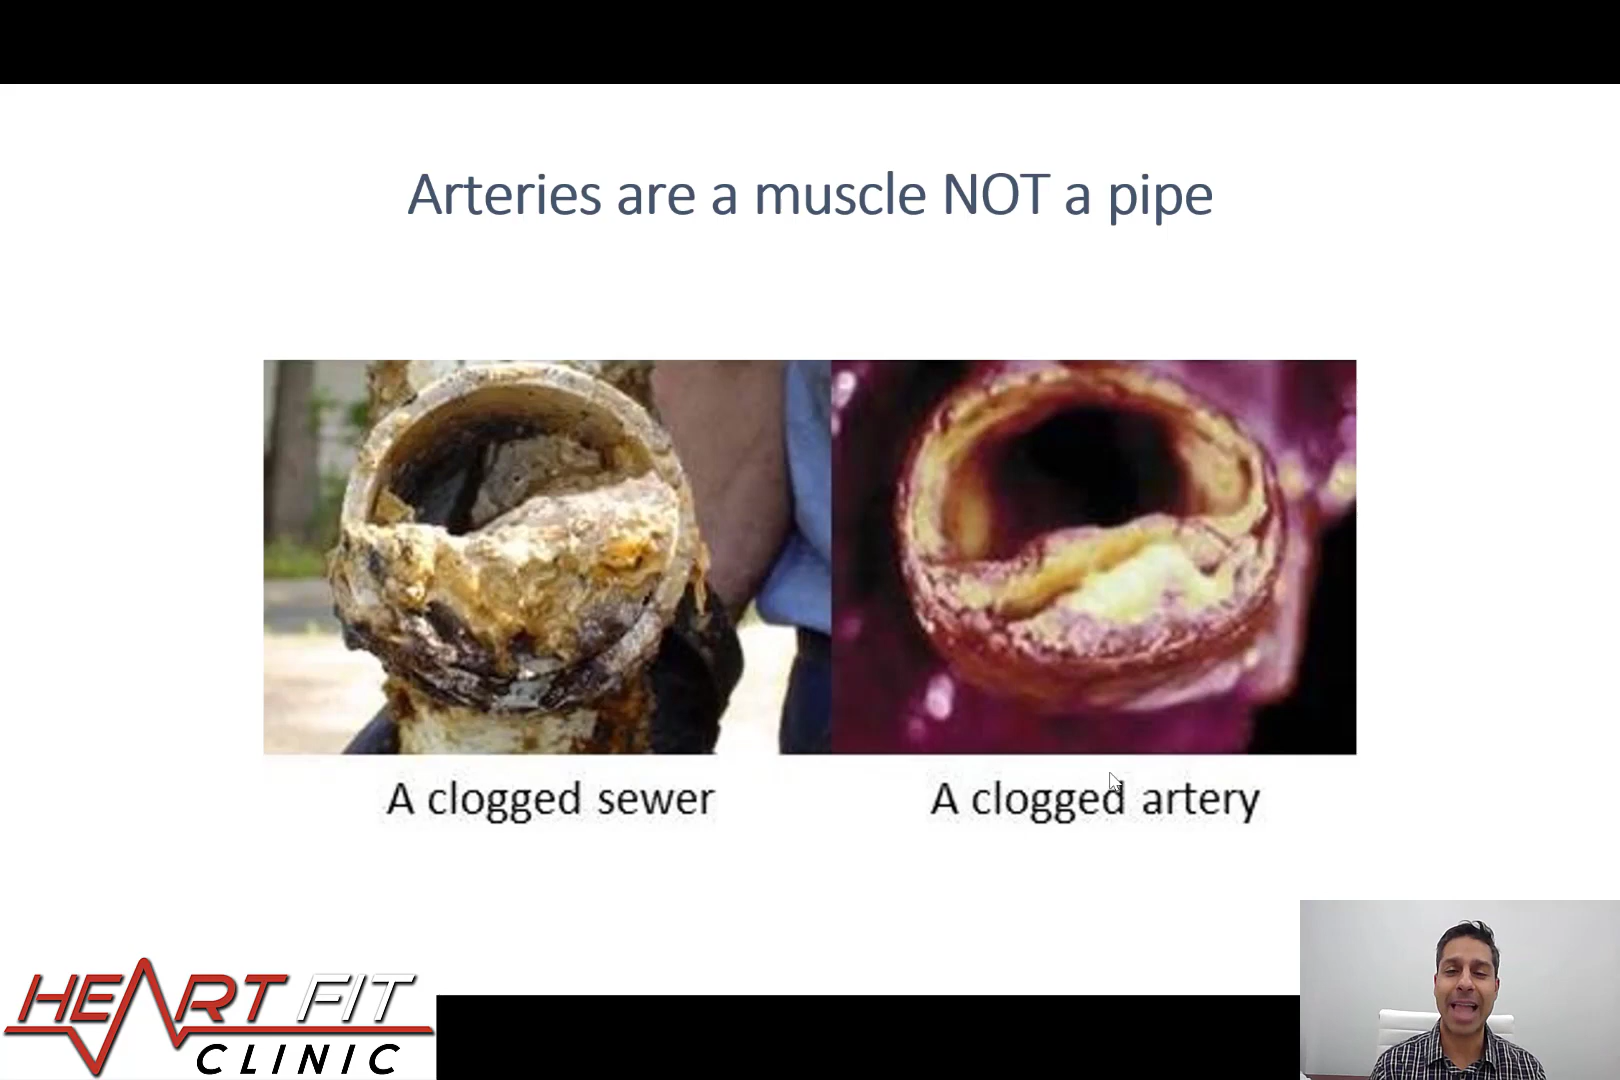 Arteries are a muscle NOT a pipe
A clogged sewer
A clogged artery
HEART FIT
CLINIC